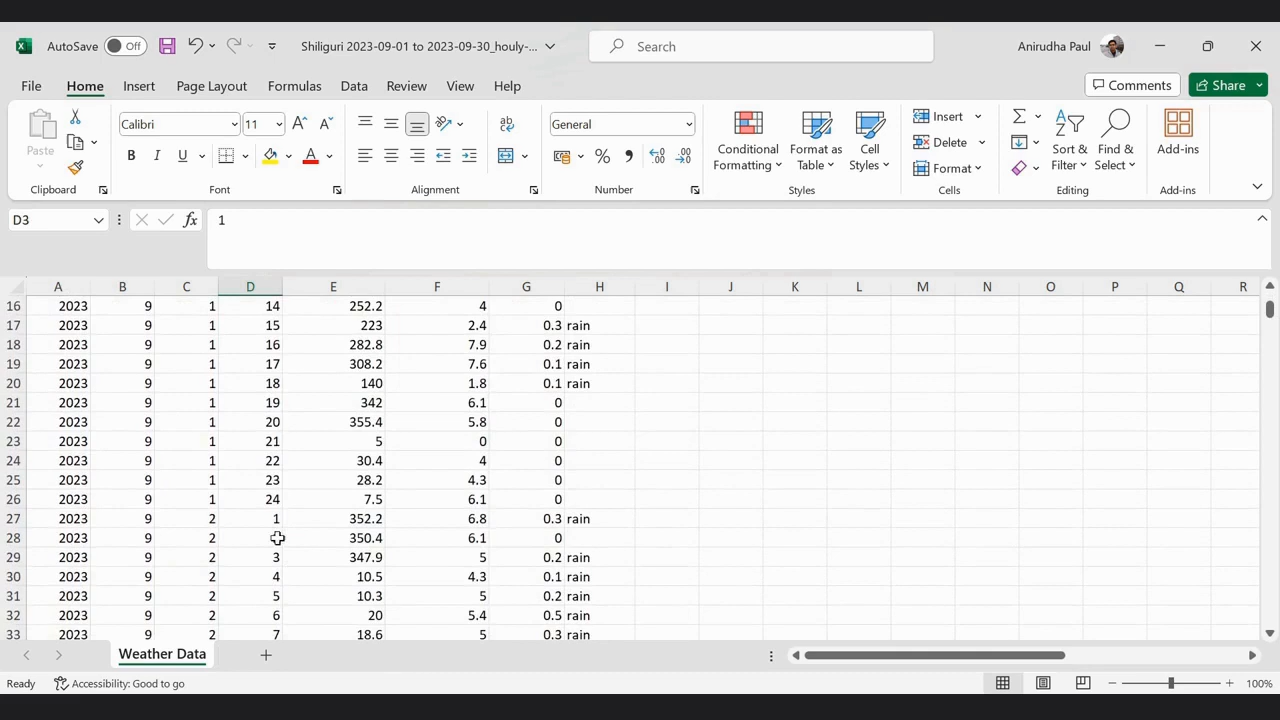 AutoSave Off Shiliguri 2023-09-01 to 2023-09-30_houly-... Search Anirudha Paul
File Home Insert Page Layout Formulas Data Review View Help Comments Share
Paste Calibri 11 B I U ab General % Conditional Formatting Format as Table Cell Styles Insert Delete Format Sort & Filter Find & Select Add-ins
Clipboard Font Alignment Number Styles Cells Editing Add-ins
D3 fx 1
A B C D E F G H I J K L M N O P Q R
16 2023 9 1 14 252.2 4 0
17 2023 9 1 15 223 2.4 0.3 rain
18 2023 9 1 16 282.8 7.9 0.2 rain
19 2023 9 1 17 308.2 7.6 0.1 rain
20 2023 9 1 18 140 1.8 0.1 rain
21 2023 9 1 19 342 6.1 0
22 2023 9 1 20 355.4 5.8 0
23 2023 9 1 21 5 0 0
24 2023 9 1 22 30.4 4 0
25 2023 9 1 23 28.2 4.3 0
26 2023 9 1 24 7.5 6.1 0
27 2023 9 2 1 352.2 6.8 0.3 rain
28 2023 9 2 350.4 6.1 0
29 2023 9 2 3 347.9 5 0.2 rain
30 2023 9 2 4 10.5 4.3 0.1 rain
31 2023 9 2 5 10.3 5 0.2 rain
32 2023 9 2 6 20 5.4 0.5 rain
33 2023 9 2 7 18.6 5 0.3 rain
Weather Data
Ready Accessibility: Good to go 100%